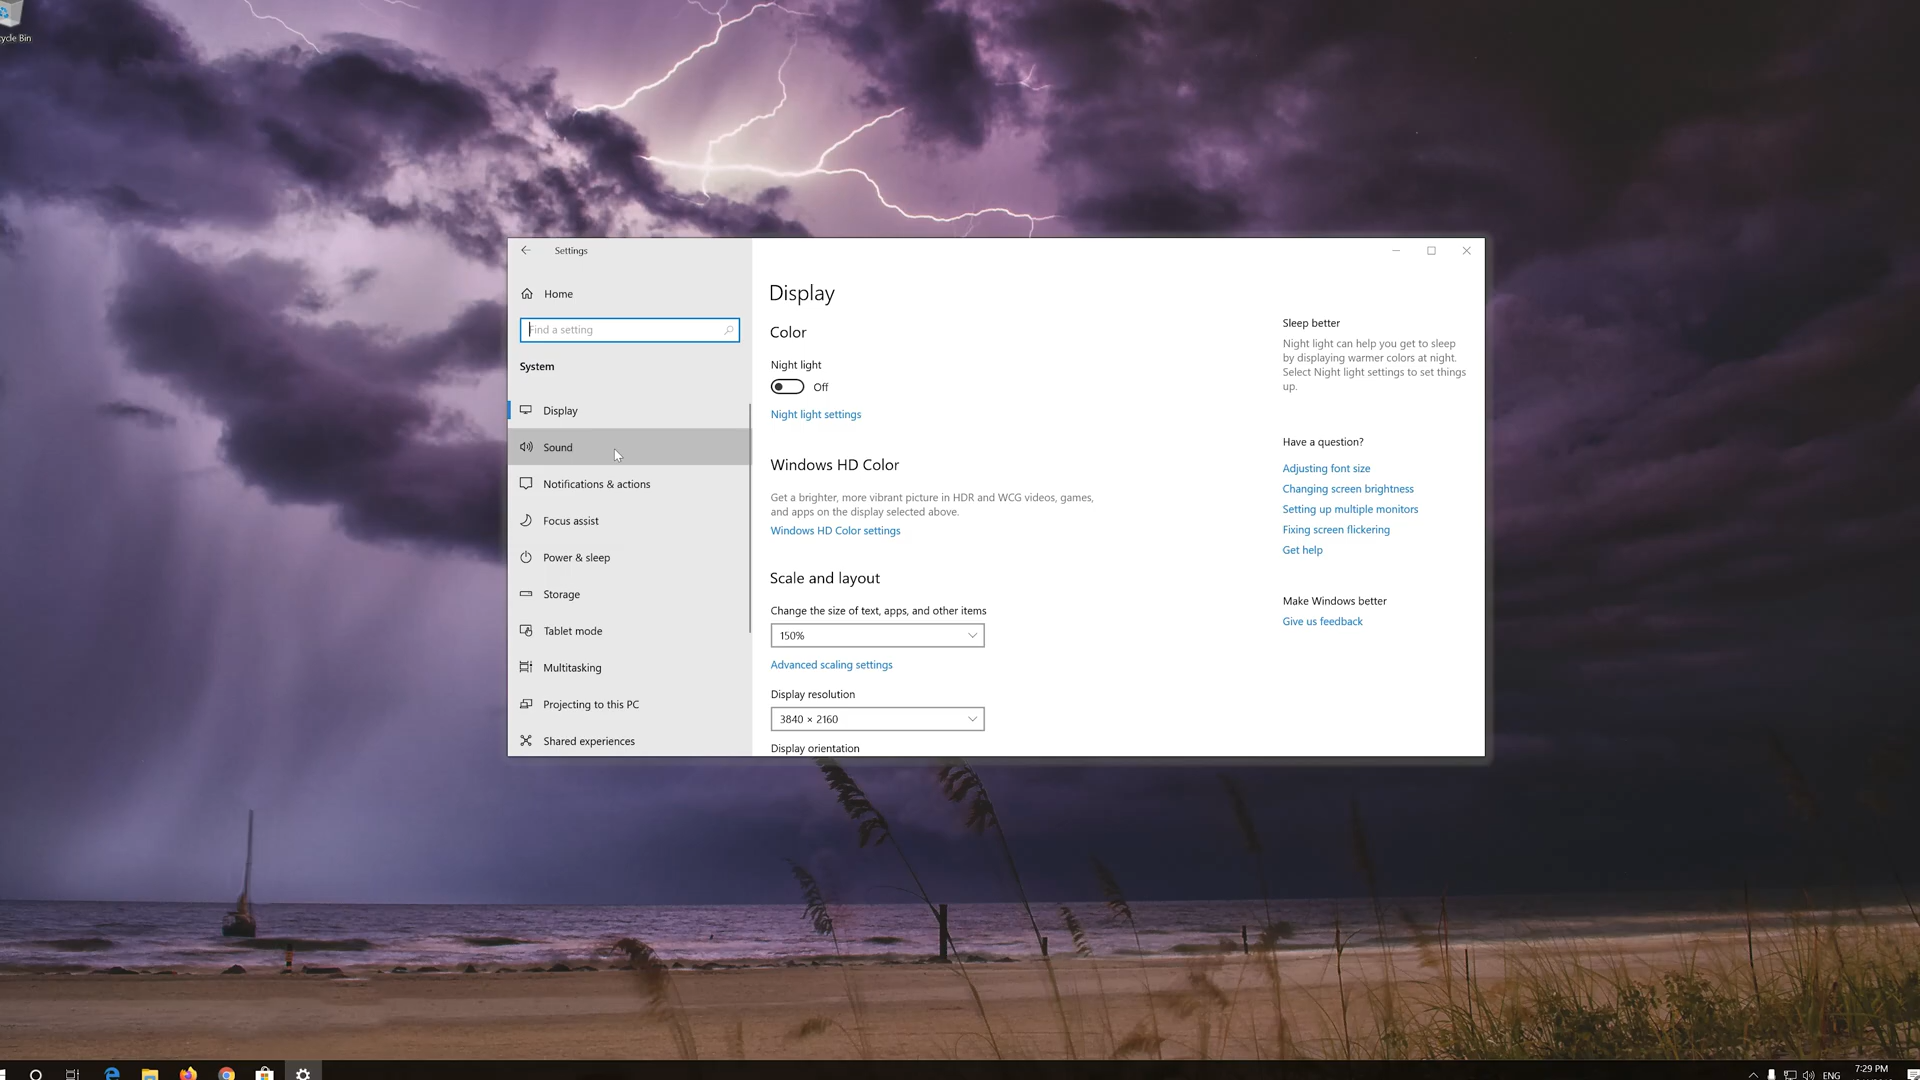 ycle Bin
Settings
Home
Find a setting
System
Display
Sound
Notifications & actions
Focus assist
Power & sleep
Storage
Tablet mode
Multitasking
Projecting to this PC
Shared experiences
Display
Color
Night light
Off
Night light settings
Windows HD Color
Get a brighter, more vibrant picture in HDR and WCG videos, games,
and apps on the display selected above.
Windows HD Color settings
Scale and layout
Change the size of text, apps, and other items
150%
Advanced scaling settings
Display resolution
3840 × 2160
Display orientation
Sleep better
Night light can help you get to sleep
by displaying warmer colors at night.
Select Night light settings to set things
up.
Have a question?
Adjusting font size
Changing screen brightness
Setting up multiple monitors
Fixing screen flickering
Get help
Make Windows better
Give us feedback
ENG
7:29 PM